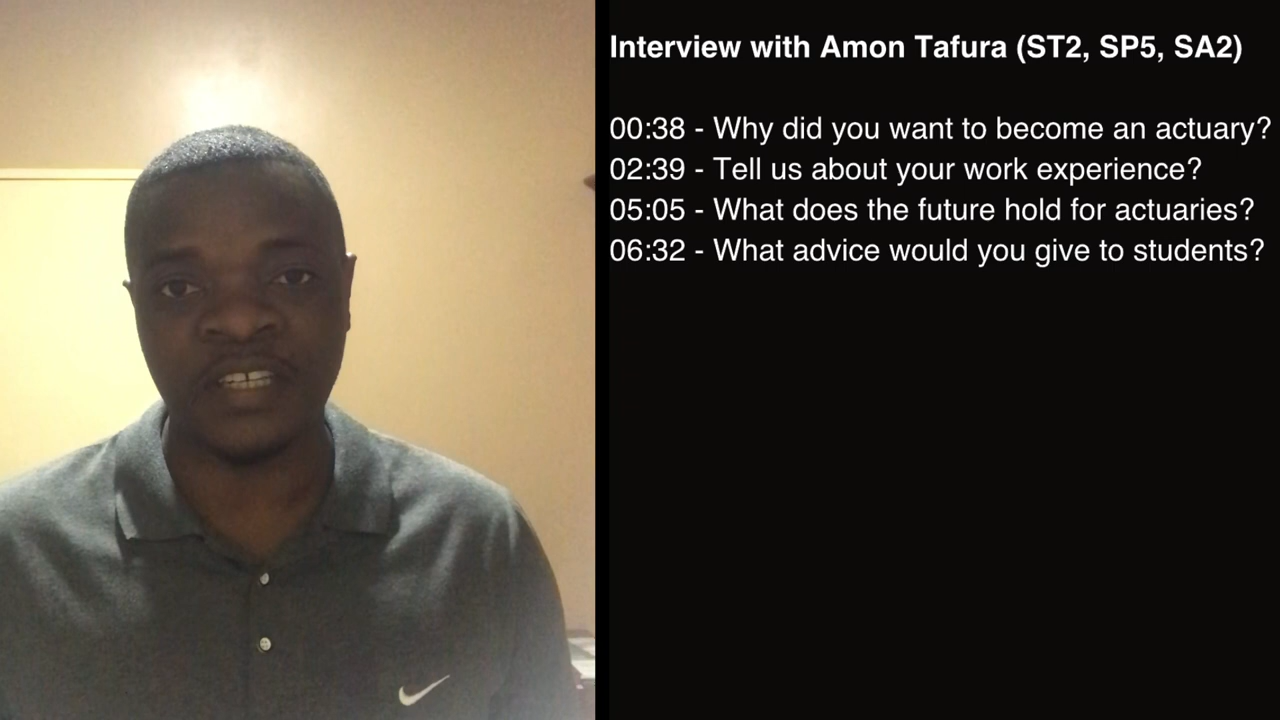 Interview with Amon Tafura (ST2, SP5, SA2)
00:38 - Why did you want to become an actuary?
02:39 - Tell us about your work experience?
05:05 - What does the future hold for actuaries?
06:32 - What advice would you give to students?